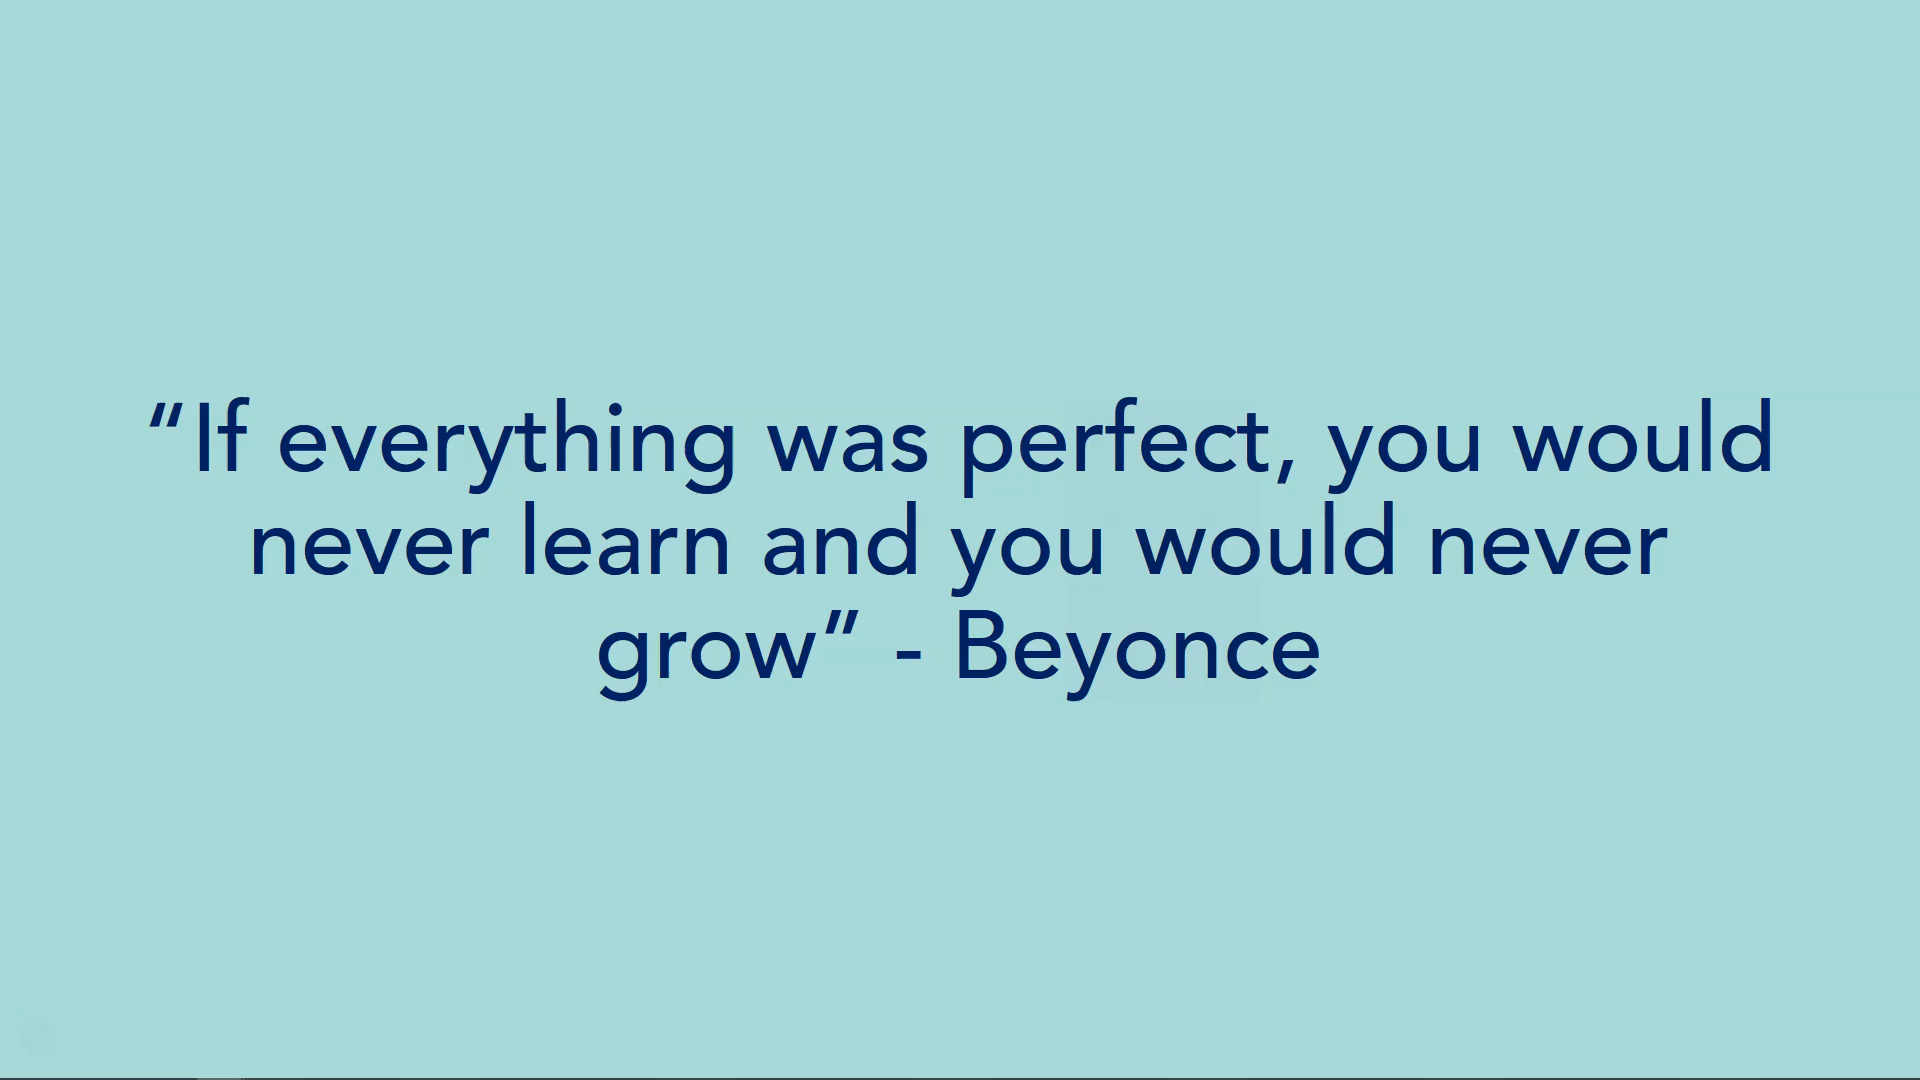 “If everything was perfect, you would
never learn and you would never
grow” - Beyonce